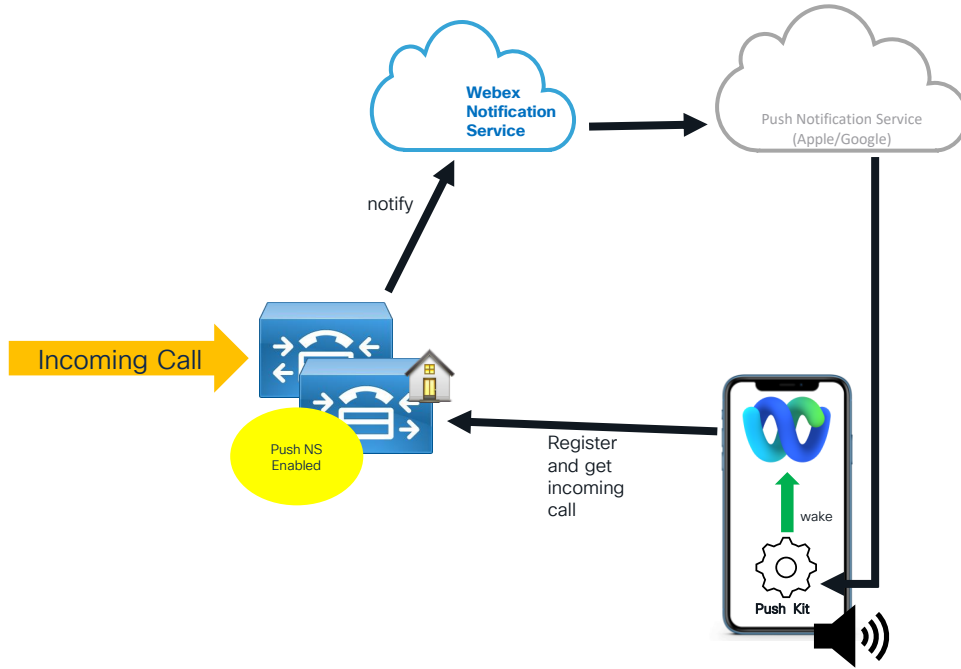 Webex
Notification
Service
Push Notification Service
(Apple/Google)
notify
Incoming Call
Push NS
Enabled
Register
and get
incoming
call
wake
Push Kit